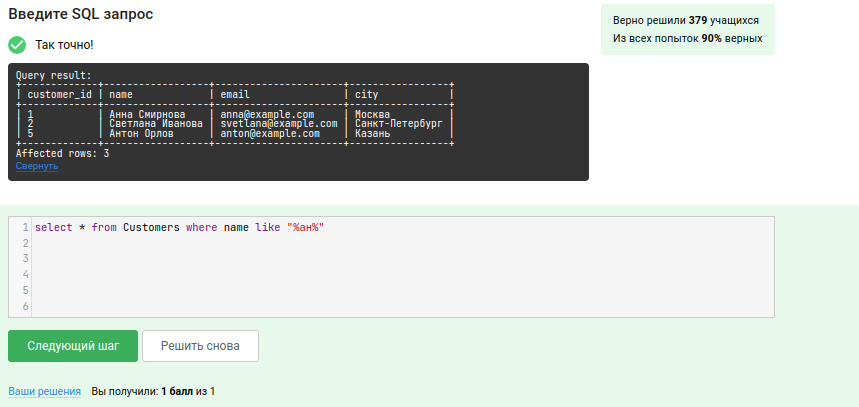 Введите SQL запрос
Верно решили 379 учащихся
Из всех попыток 90% верных
Так точно!
Query result:
+-------------+------------------+----------------------+-----------------+
| customer_id | name             | email                | city            |
+-------------+------------------+----------------------+-----------------+
| 1           | Анна Смирнова    | anna@example.com     | Москва          |
| 2           | Светлана Иванова | svetlana@example.com | Санкт-Петербург |
| 5           | Антон Орлов      | anton@example.com    | Казань          |
+-------------+------------------+----------------------+-----------------+
Affected rows: 3
Свернуть
1 select * from Customers where name like "%ан%"
2
3
4
5
6
Следующий шаг
Решить снова
Ваши решения Вы получили: 1 балл из 1